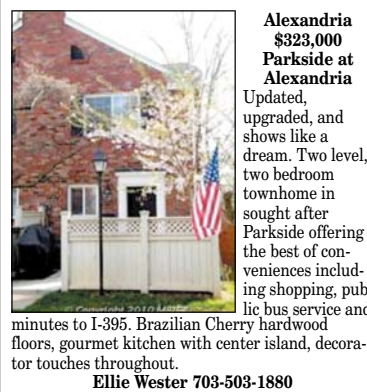 Alexandria
$323,000
Parkside at
Alexandria
Updated,
upgraded, and
shows like a
dream. Two level,
two bedroom
townhome in
sought after
Parkside offering
the best of con-
veniences includ-
ing shopping, pub
lic bus service and
minutes to I-395. Brazilian Cherry hardwood
floors, gourmet kitchen with center island, decora-
tor touches throughout.
© Copyright 2010
Ellie Wester 703-503-1880